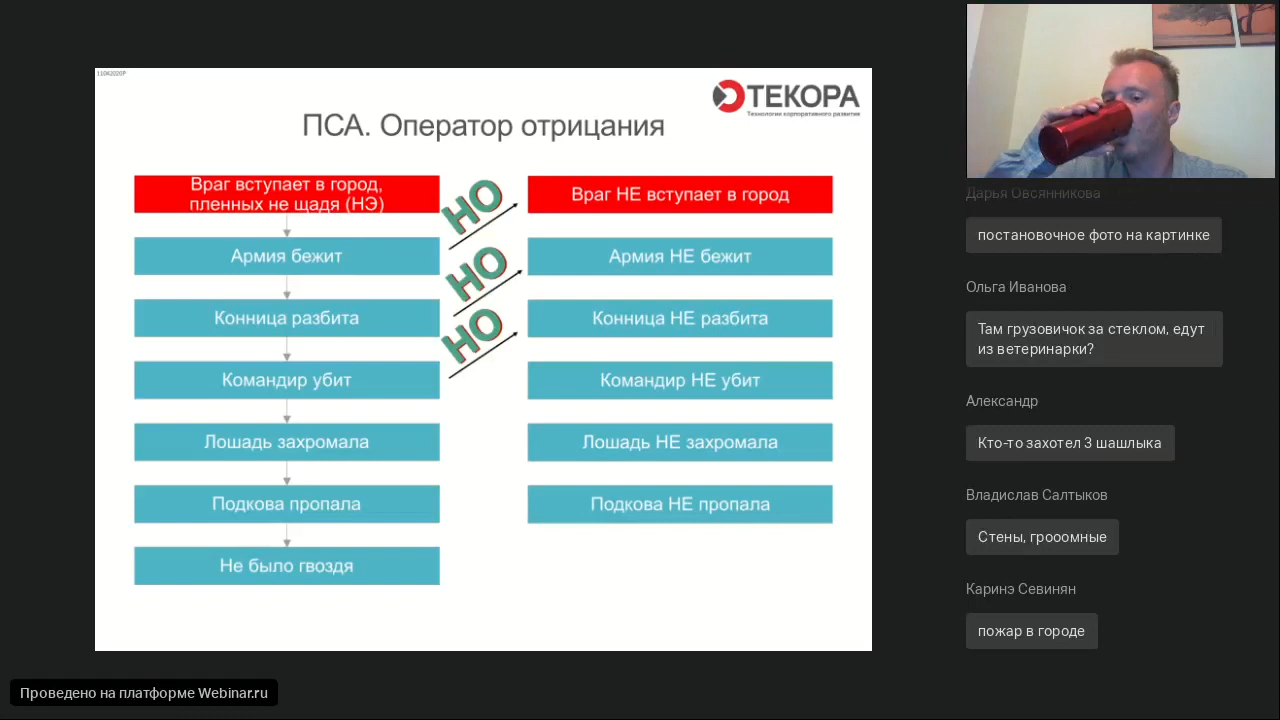 11042020Р
ТЕКОРА
Технологии корпоративного развития
ПСА. Оператор отрицания
Враг вступает в город,
пленных не щадя (НЭ)
Армия бежит
Конница разбита
Командир убит
Лошадь захромала
Подкова пропала
Не было гвоздя
НО
НО
НО
Враг НЕ вступает в город
Армия НЕ бежит
Конница НЕ разбита
Командир НЕ убит
Лошадь НЕ захромала
Подкова НЕ пропала
Дарья Овсянникова
постановочное фото на картинке
Ольга Иванова
Там грузовичок за стеклом, едут
из ветеринарки?
Александр
Кто-то захотел 3 шашлыка
Владислав Салтыков
Стены, грооомные
Каринэ Севинян
пожар в городе
Проведено на платформе Webinar.ru